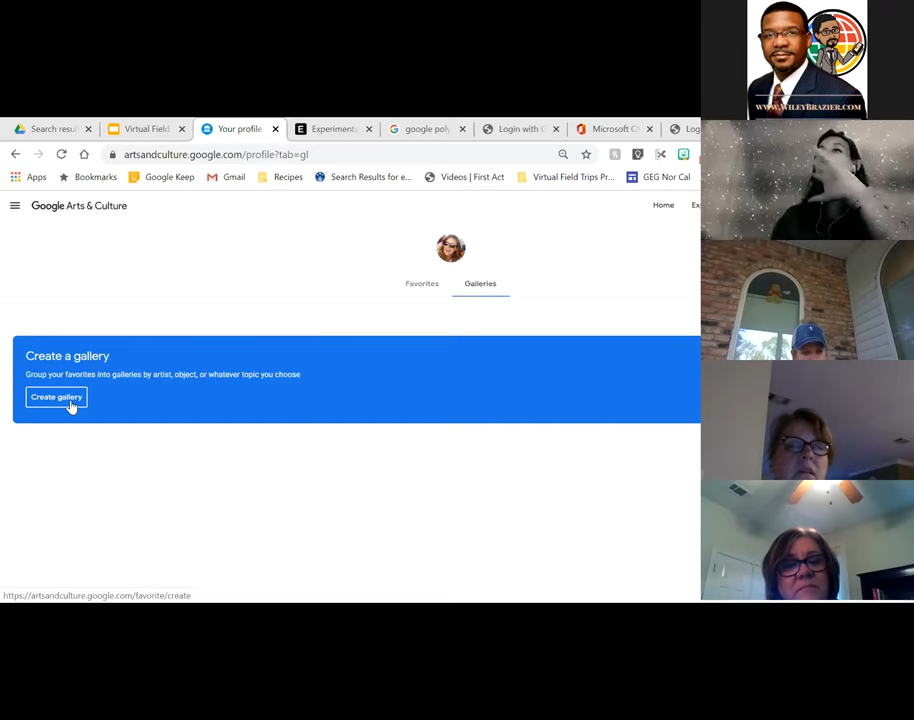 WWW.WILEYBRAZIER.COM
Search resu
Virtual Field
Your profile
Experiments
google poly
Login with C
Microsoft O
Log
artsandculture.google.com/profile?tab=gl
Apps
Bookmarks
Google Keep
Gmail
Recipes
Search Results for e...
Videos | First Act
Virtual Field Trips Pr...
GEG Nor Cal
Google Arts & Culture
Home
Ex
Favorites
Galleries
Create a gallery
Group your favorites into galleries by artist, object, or whatever topic you choose
Create gallery
https://artsandculture.google.com/favorite/create